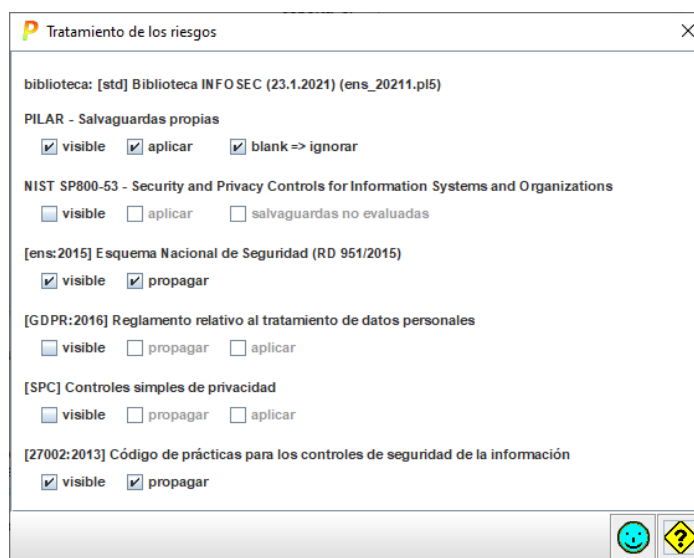 P Tratamiento de los riesgos
biblioteca: [std] Biblioteca INFOSEC (23.1.2021) (ens_20211.pl5)
PILAR - Salvaguardas propias
visible aplicar blank => ignorar
NIST SP800-53 - Security and Privacy Controls for Information Systems and Organizations
visible aplicar salvaguardas no evaluadas
[ens:2015] Esquema Nacional de Seguridad (RD 951/2015)
visible propagar
[GDPR:2016] Reglamento relativo al tratamiento de datos personales
visible propagar aplicar
[SPC] Controles simples de privacidad
visible propagar aplicar
[27002:2013] Código de prácticas para los controles de seguridad de la información
visible propagar
?